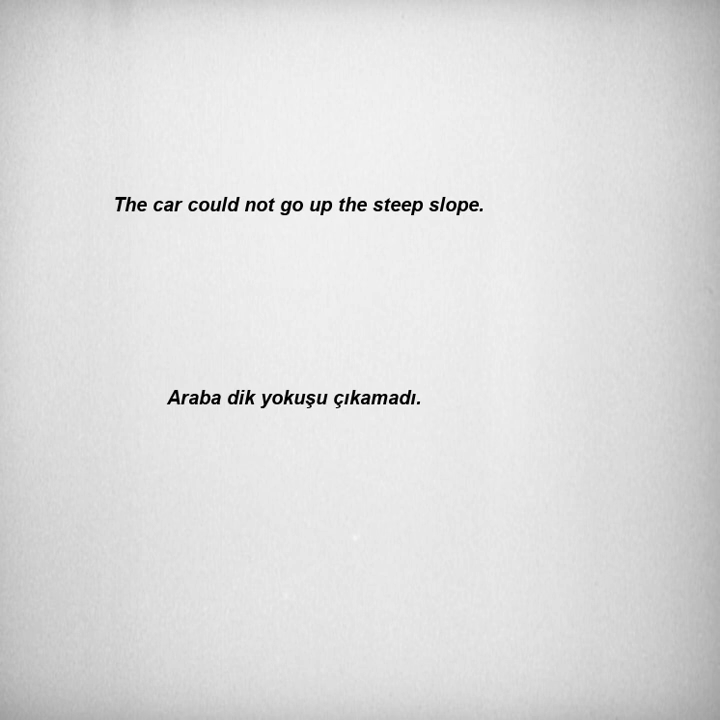 The car could not go up the steep slope.
Araba dik yokuşu çıkamadı.